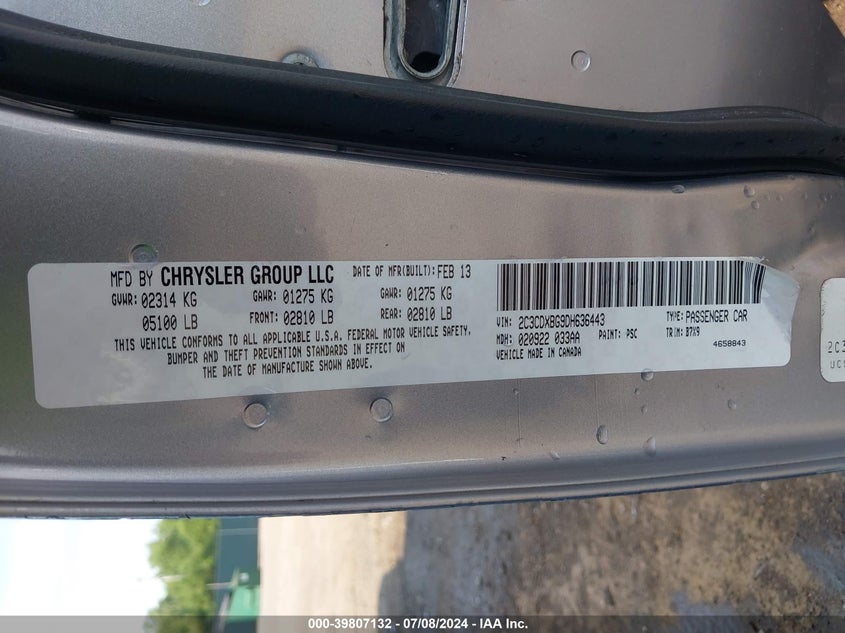 MFD BY CHRYSLER GROUP LLC DATE OF MFR(BUILT): FEB 13
GVWR: 02314 KG GAWR: 01275 KG GAWR: 01275 KG
05100 LB FRONT: 02810 LB REAR: 02810 LB
THIS VEHICLE CONFORMS TO ALL APPLICABLE U.S.A. FEDERAL MOTOR VEHICLE SAFETY,
BUMPER AND THEFT PREVENTION STANDARDS IN EFFECT ON
THE DATE OF MANUFACTURE SHOWN ABOVE.
VIN: 2C3CDXBG9DH636443 TYPE: PASSENGER CAR
MDH: 020922 033AA PAINT: PSC TRIM: B7X9
VEHICLE MADE IN CANADA 4658843
2C3
UCS
000-39807132 - 07/08/2024 - IAA Inc.